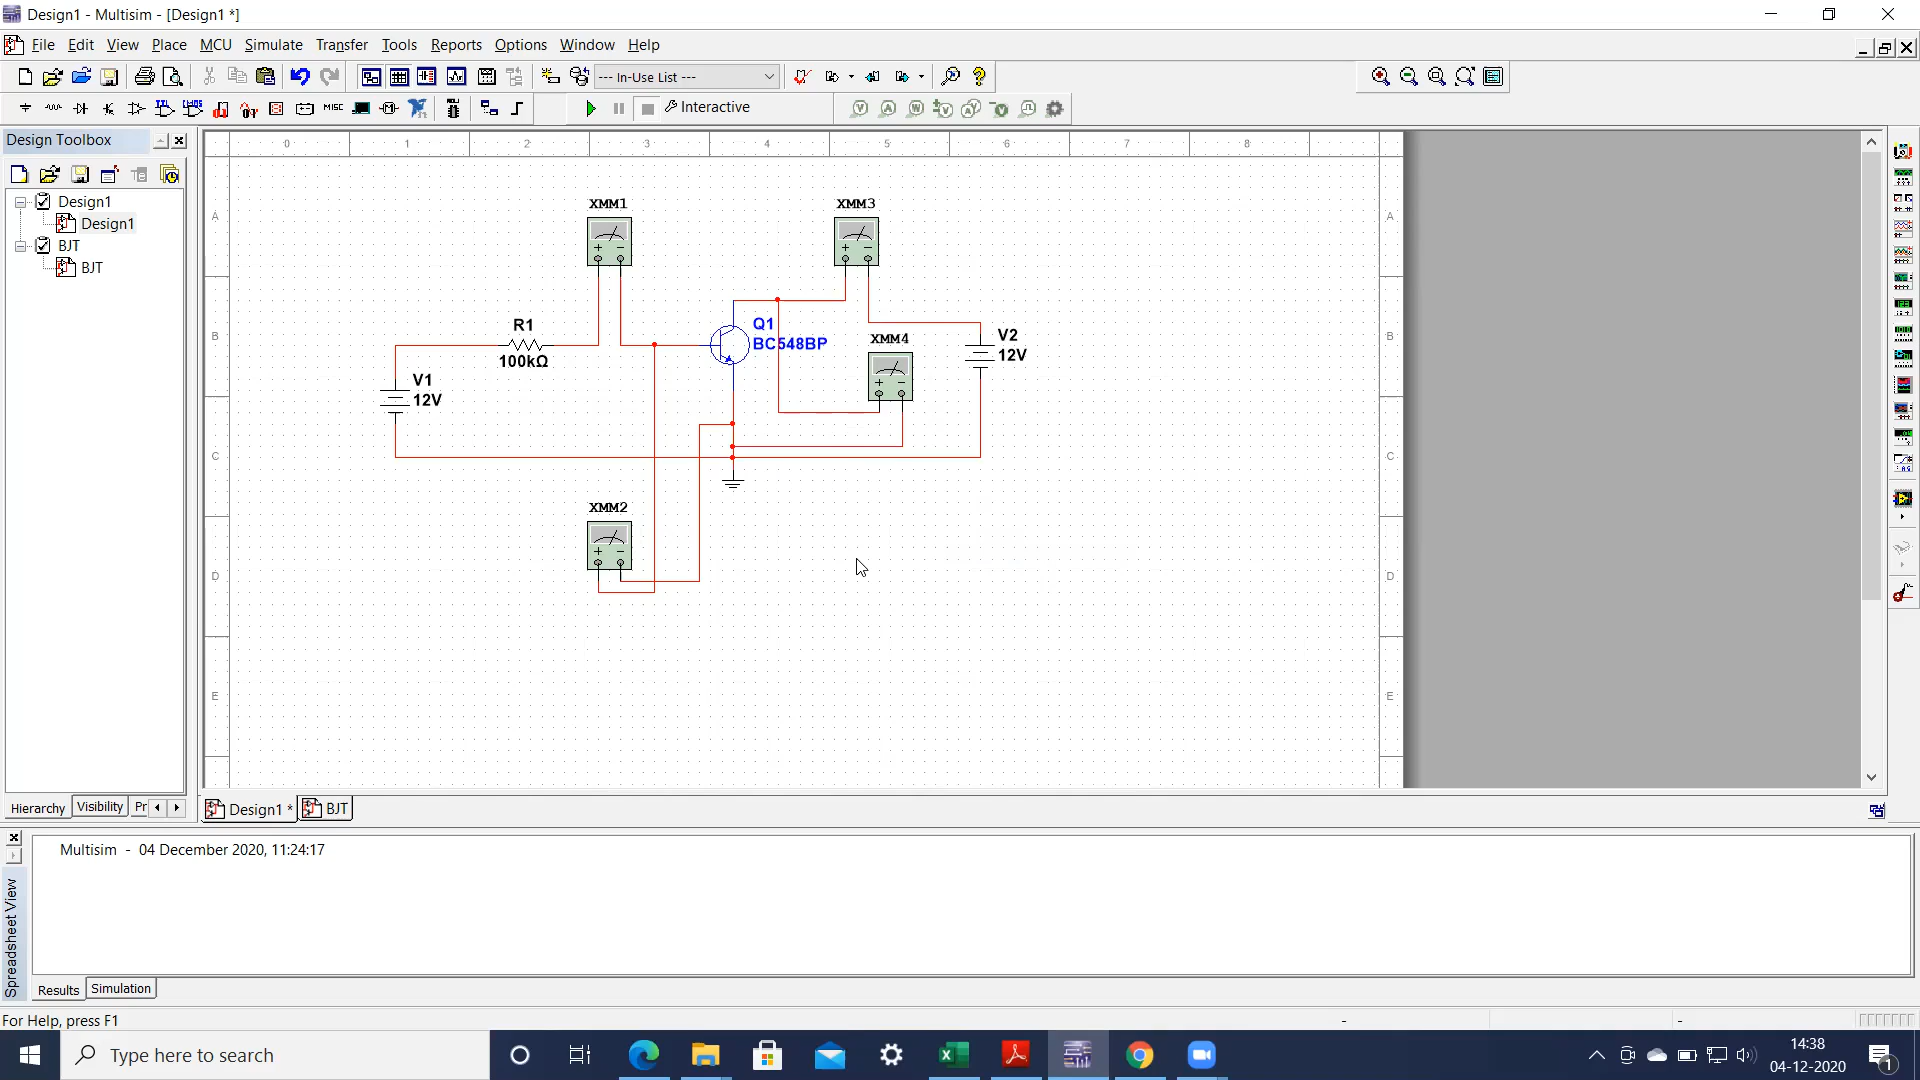 Design1 - Multisim - [Design1 *]
File Edit View Place MCU Simulate Transfer Tools Reports Options Window Help
--- In-Use List ---
MISC Interactive
Design Toolbox
Design1
Design1
BJT
BJT
0 1 2 3 4 5 6 7 8
A A
B B
C C
D D
E E
XMM1
XMM3
R1
100kΩ
Q1
BC548BP
XMM4
V2
12V
V1
12V
XMM2
Hierarchy Visibility Pr
Design1 * BJT
Multisim - 04 December 2020, 11:24:17
Spreadsheet View
Results Simulation
For Help, press F1 - -
Type here to search
14:38
04-12-2020
1